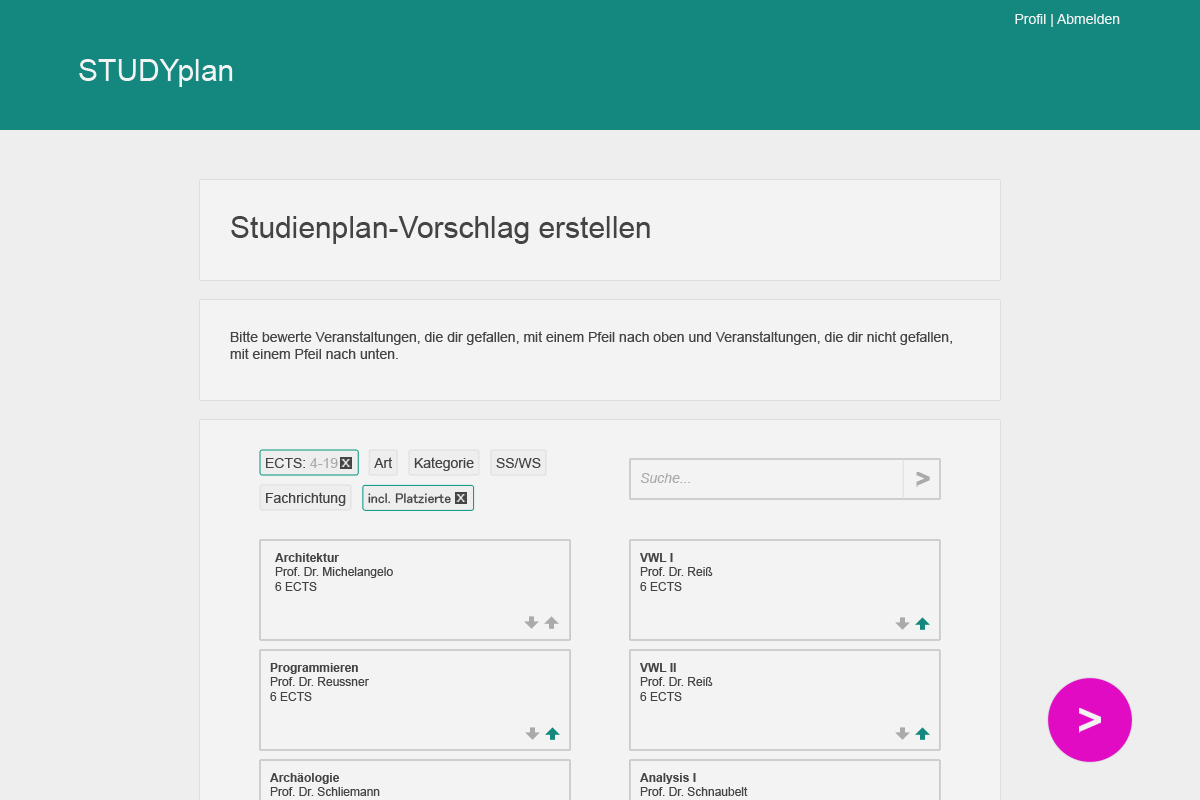 Profil | Abmelden
STUDYplan
Studienplan-Vorschlag erstellen
Bitte bewerte Veranstaltungen, die dir gefallen, mit einem Pfeil nach oben und Veranstaltungen, die dir nicht gefallen,
mit einem Pfeil nach unten.
ECTS: 4-19 X
Art
Kategorie
SS/WS
Fachrichtung
incl. Platzierte X
Suche...
>
Architektur
Prof. Dr. Michelangelo
6 ECTS
VWL I
Prof. Dr. Reiß
6 ECTS
Programmieren
Prof. Dr. Reussner
6 ECTS
VWL II
Prof. Dr. Reiß
6 ECTS
>
Archäologie
Prof. Dr. Schliemann
Analysis I
Prof. Dr. Schnaubelt